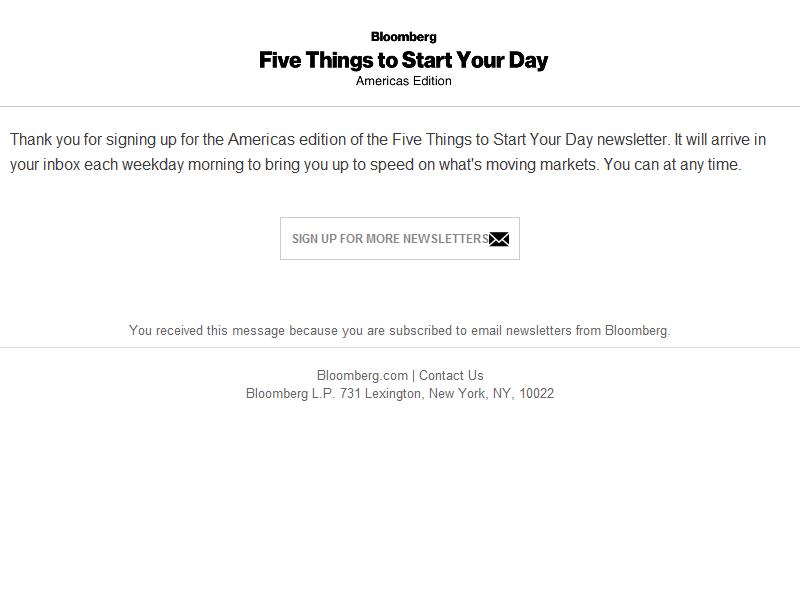 Bloomberg
Five Things to Start Your Day
Americas Edition
Thank you for signing up for the Americas edition of the Five Things to Start Your Day newsletter. It will arrive in
your inbox each weekday morning to bring you up to speed on what's moving markets. You can at any time.
SIGN UP FOR MORE NEWSLETTERS
You received this message because you are subscribed to email newsletters from Bloomberg.
Bloomberg.com | Contact Us
Bloomberg L.P. 731 Lexington, New York, NY, 10022